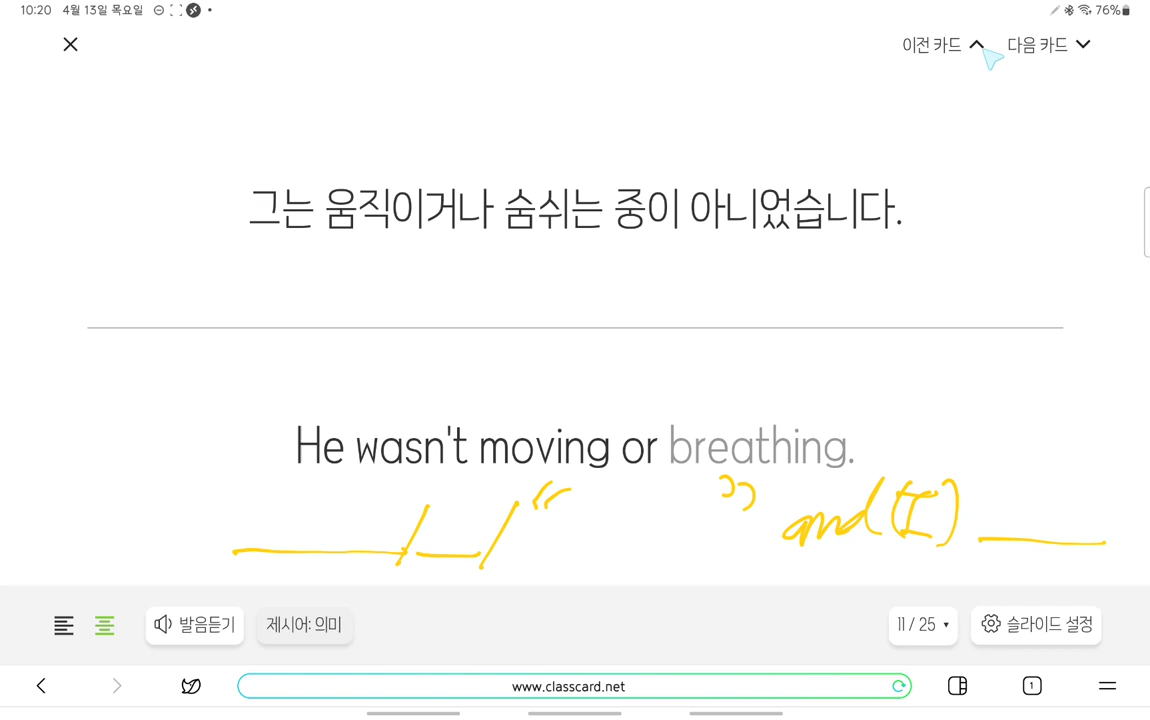 10:20 4월 13일 목요일 76%
이전 카드 다음 카드
그는 움직이거나 숨쉬는 중이 아니었습니다.
He wasn't moving or breathing.
" " and (I)
발음듣기 제시어: 의미 11 / 25 슬라이드 설정
www.classcard.net 1